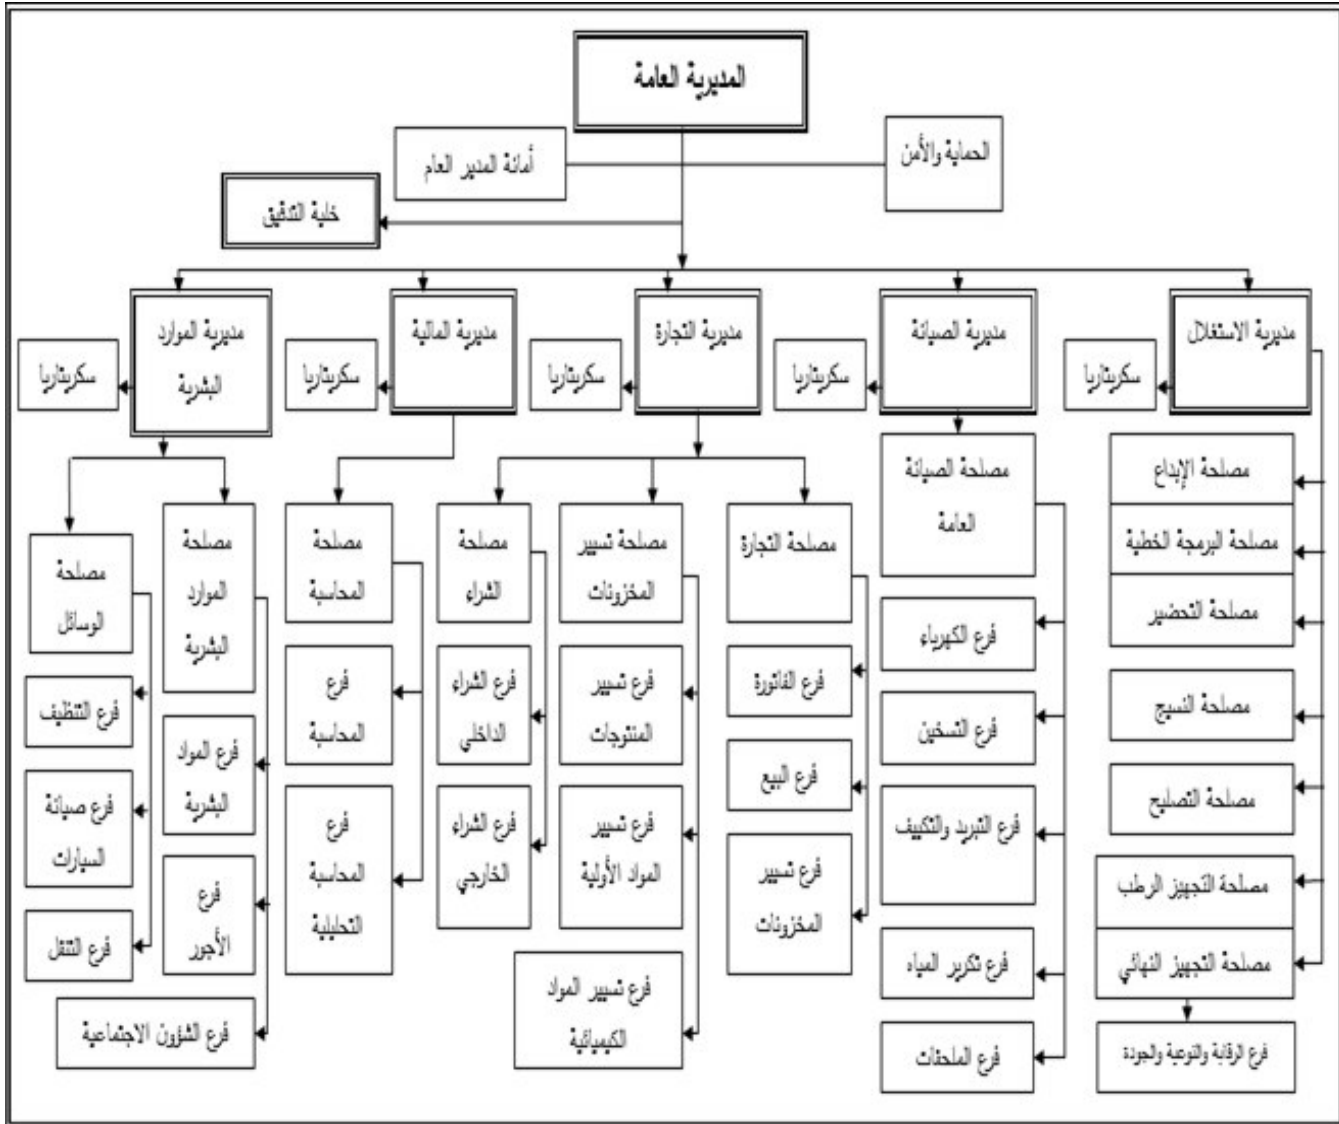 المديرية العامة
الحماية والأمن
أمانة المدير العام
خلية التدقيق
مديرية الاستغلال
سكريتاريا
مديرية الصيانة
سكريتاريا
مديرية التجارة
سكريتاريا
مديرية المالية
سكريتاريا
مديرية الموارد
البشرية
سكريتاريا
مصلحة الإبداع
مصلحة البرمجة الخطية
مصلحة التحضير
مصلحة النسيج
مصلحة التصليح
مصلحة التجهيز الرطب
مصلحة التجهيز النهائي
فرع الرقابة والنوعية والجودة
مصلحة الصيانة
العامة
فرع الكهرباء
فرع التسخين
فرع التبريد والتكييف
فرع تكرير المياه
فرع الملحقات
مصلحة التجارة
فرع الفاتورة
فرع البيع
فرع تسيير
المخزونات
مصلحة تسيير
المخزونات
فرع تسيير
المنتوجات
فرع تسيير
المواد الأولية
فرع تسيير المواد
الكيميائية
مصلحة
الشراء
فرع الشراء
الداخلي
فرع الشراء
الخارجي
مصلحة
المحاسبة
فرع
المحاسبة
فرع
المحاسبة
التحليلية
مصلحة
الموارد
البشرية
فرع المواد
البشرية
فرع
الأجور
فرع الشؤون الاجتماعية
مصلحة
الوسائل
فرع التنظيف
فرع صيانة
السيارات
فرع التنقل